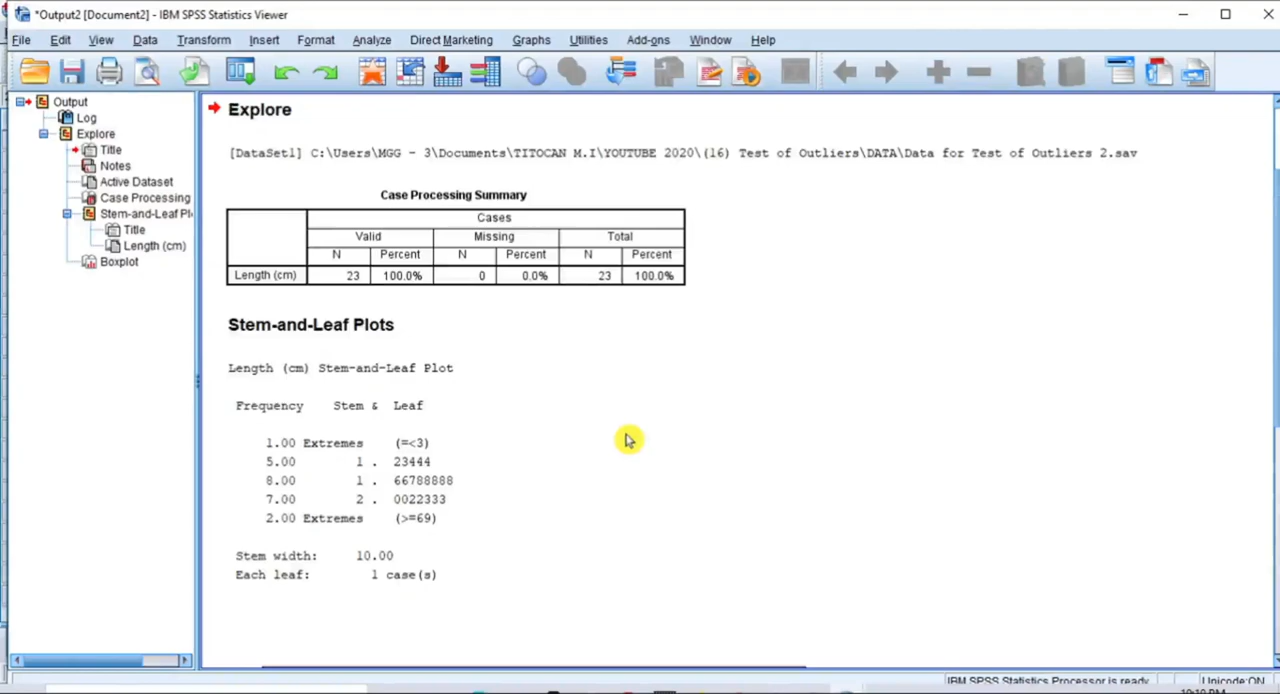 *Output2 [Document2] - IBM SPSS Statistics Viewer
File Edit View Data Transform Insert Format Analyze Direct Marketing Graphs Utilities Add-ons Window Help
Output
Log
Explore
Title
Notes
Active Dataset
Case Processing
Stem-and-Leaf Pl
Title
Length (cm)
Boxplot
Explore
[DataSet1] C:\Users\MGG - 3\Documents\TITOCAN M.I\YOUTUBE 2020\(16) Test of Outliers\DATA\Data for Test of Outliers 2.sav
Case Processing Summary
Cases
Valid Missing Total
N Percent N Percent N Percent
Length (cm) 23 100.0% 0 0.0% 23 100.0%
Stem-and-Leaf Plots
Length (cm) Stem-and-Leaf Plot
Frequency Stem & Leaf
1.00 Extremes (=<3)
5.00 1 . 23444
8.00 1 . 66788888
7.00 2 . 0022333
2.00 Extremes (>=69)
Stem width: 10.00
Each leaf: 1 case(s)
IBM SPSS Statistics Processor is ready Unicode:ON